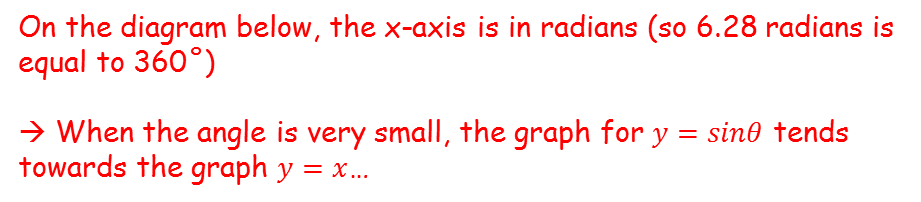 On the diagram below, the x-axis is in radians (so 6.28 radians is
equal to 360°)
→ When the angle is very small, the graph for y = sinθ tends
towards the graph y = x...